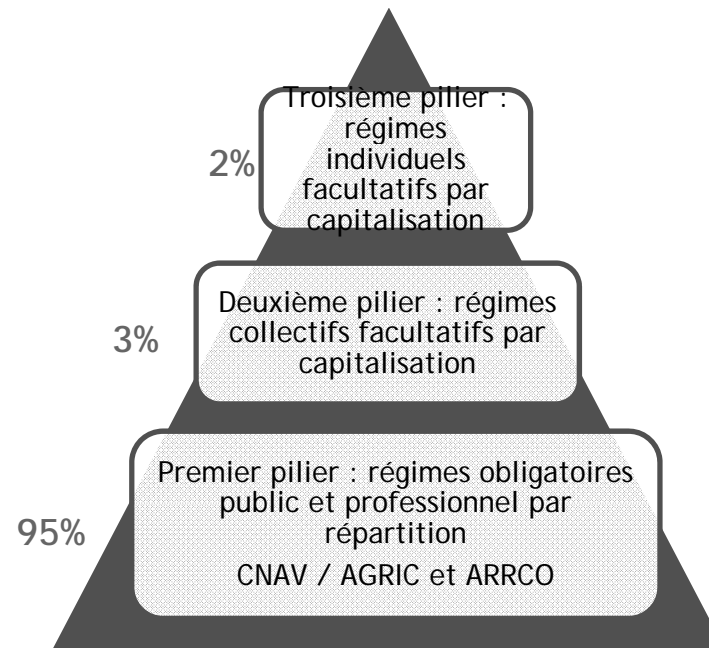 Troisième pilier :
régimes
individuels
facultatifs par
capitalisation
2%
Deuxième pilier : régimes
collectifs facultatifs par
capitalisation
3%
Premier pilier : régimes obligatoires
public et professionnel par
répartition
CNAV / AGRIC et ARRCO
95%